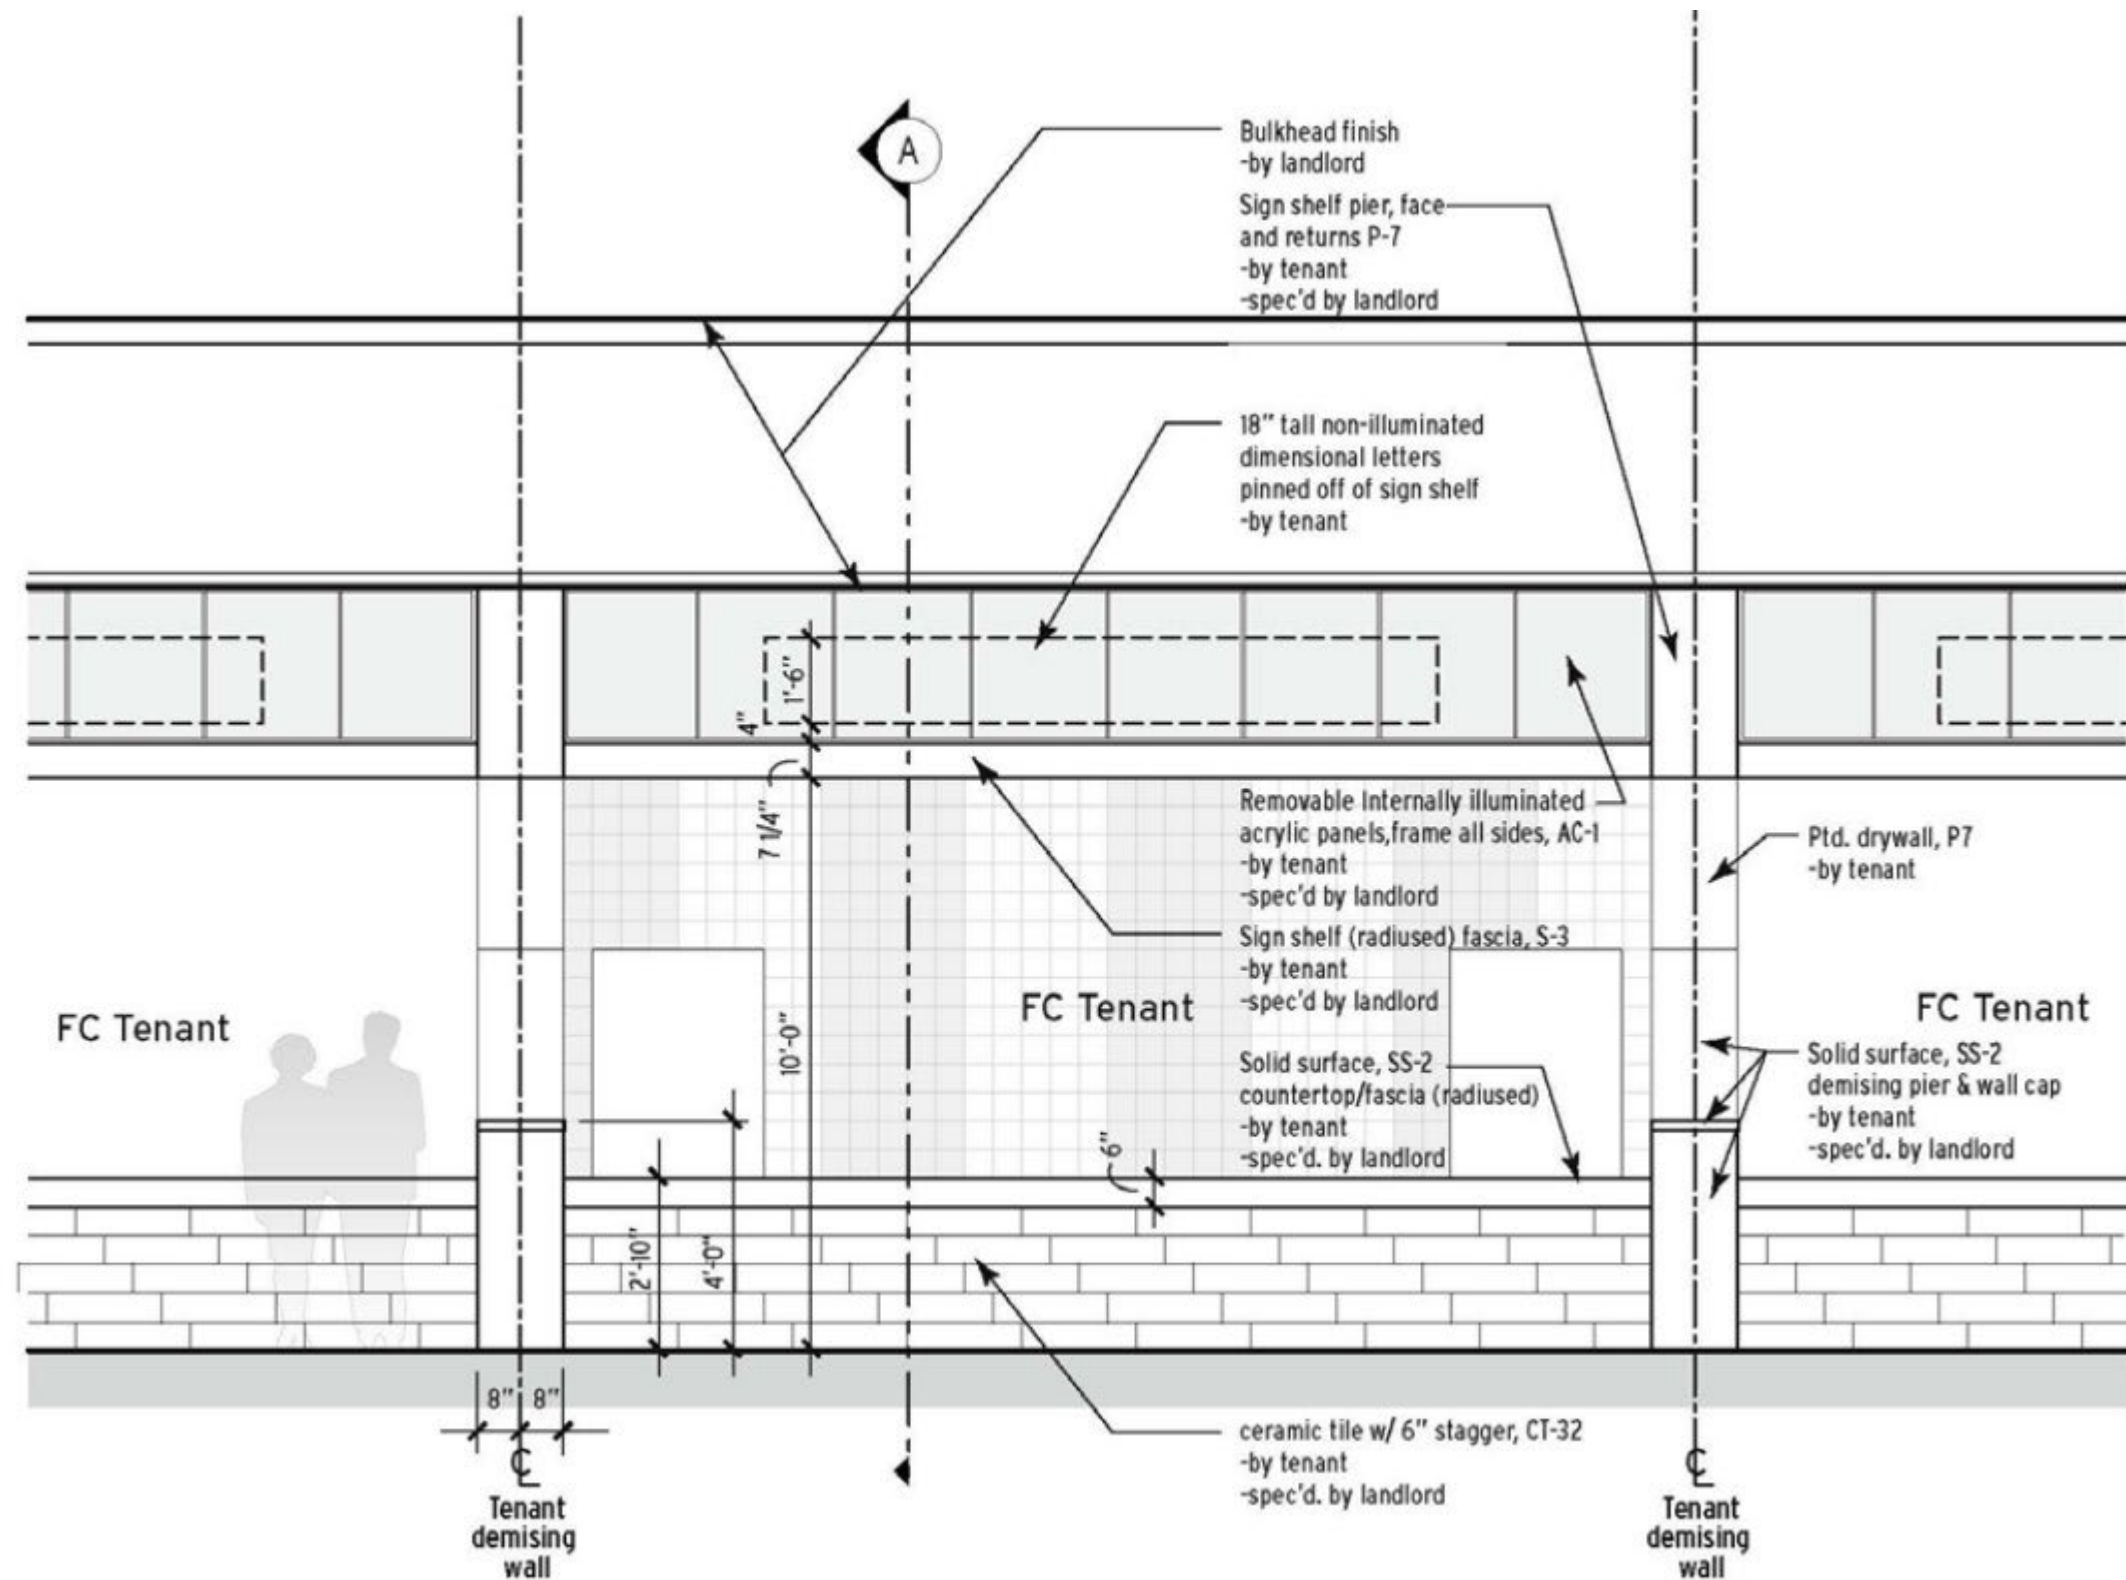 A
Bulkhead finish
-by landlord
Sign shelf pier, face
and returns P-7
-by tenant
-spec'd by landlord
18" tall non-illuminated
dimensional letters
pinned off of sign shelf
-by tenant
1'-6"
4"
7 1/4"
Removable Internally illuminated
acrylic panels,frame all sides, AC-1
-by tenant
-spec'd by landlord
Ptd. drywall, P7
-by tenant
Sign shelf (radiused) fascia, S-3
-by tenant
-spec'd by landlord
FC Tenant
FC Tenant
FC Tenant
10'-0"
Solid surface, SS-2
countertop/fascia (radiused)
-by tenant
-spec'd. by landlord
Solid surface, SS-2
demising pier & wall cap
-by tenant
-spec'd. by landlord
6"
2'-10"
4'-0"
8" 8"
ceramic tile w/ 6" stagger, CT-32
-by tenant
-spec'd. by landlord
CL
Tenant
demising
wall
CL
Tenant
demising
wall